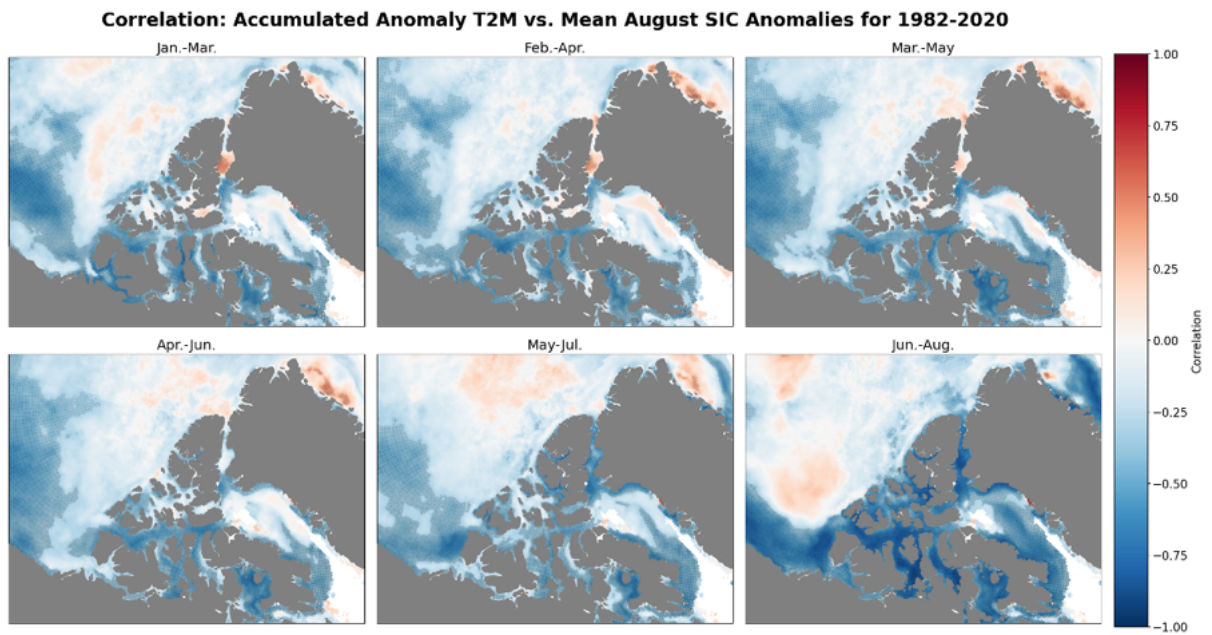 Correlation: Accumulated Anomaly T2M vs. Mean August SIC Anomalies for 1982-2020
Jan.-Mar.
Feb.-Apr.
Mar.-May
Apr.-Jun.
May-Jul.
Jun.-Aug.
1.00
0.75
0.50
0.25
0.00
−0.25
−0.50
−0.75
−1.00
Correlation